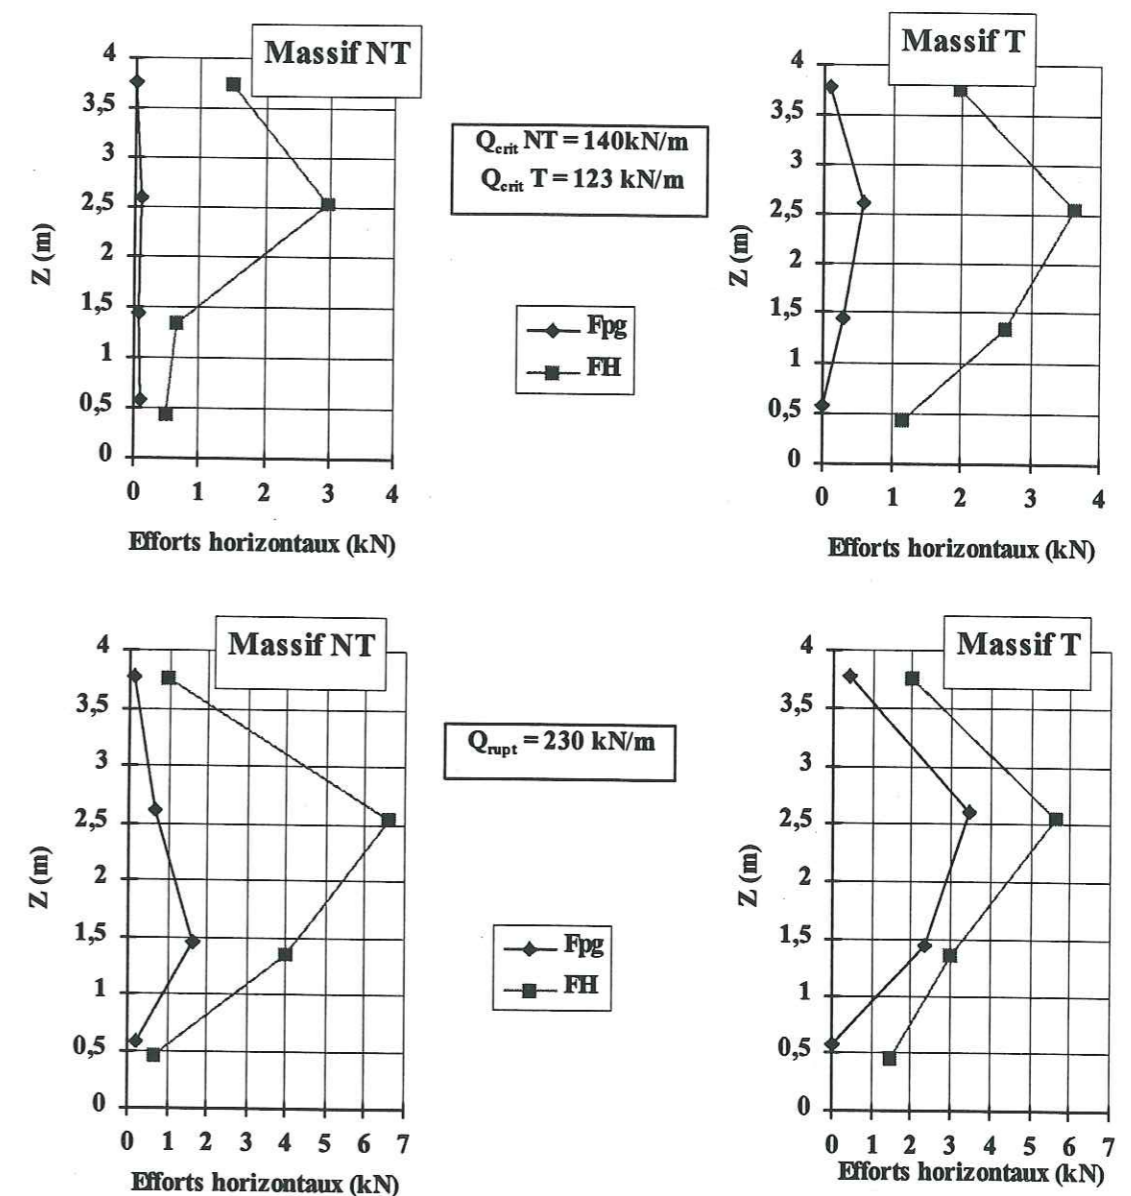 Massif NT
4
3,5
3
2,5
2
1,5
1
0,5
0
Z (m)
0 1 2 3 4
Efforts horizontaux (kN)
Q_crit NT = 140kN/m
Q_crit T = 123 kN/m
Fpg
FH
Massif T
4
3,5
3
2,5
2
1,5
1
0,5
0
Z (m)
0 1 2 3 4
Efforts horizontaux (kN)
Massif NT
4
3,5
3
2,5
2
1,5
1
0,5
0
Z (m)
0 1 2 3 4 5 6 7
Efforts horizontaux (kN)
Q_rupt = 230 kN/m
Fpg
FH
Massif T
4
3,5
3
2,5
2
1,5
1
0,5
0
Z (m)
0 1 2 3 4 5 6 7
Efforts horizontaux (kN)